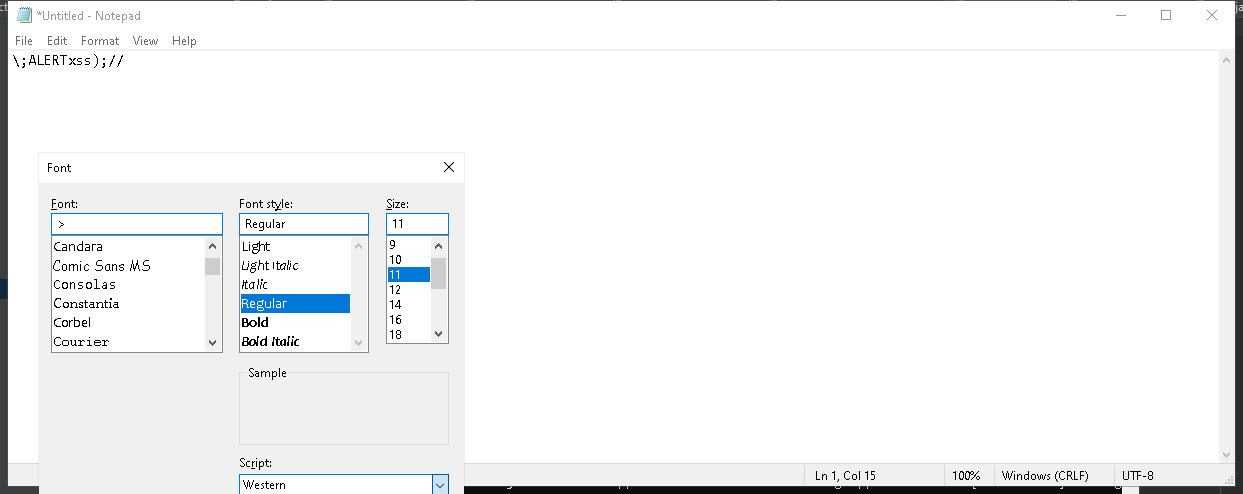 *Untitled - Notepad
File Edit Format View Help
\;ALERTxss);//
Font
Font: Font style: Size:
> Regular 11
Candara Light 9
Comic Sans MS Light Italic 10
Consolas Italic 11
Constantia Regular 12
Corbel Bold 14
Courier Bold Italic 16
18
Sample
Script:
Western
Ln 1, Col 15 100% Windows (CRLF) UTF-8